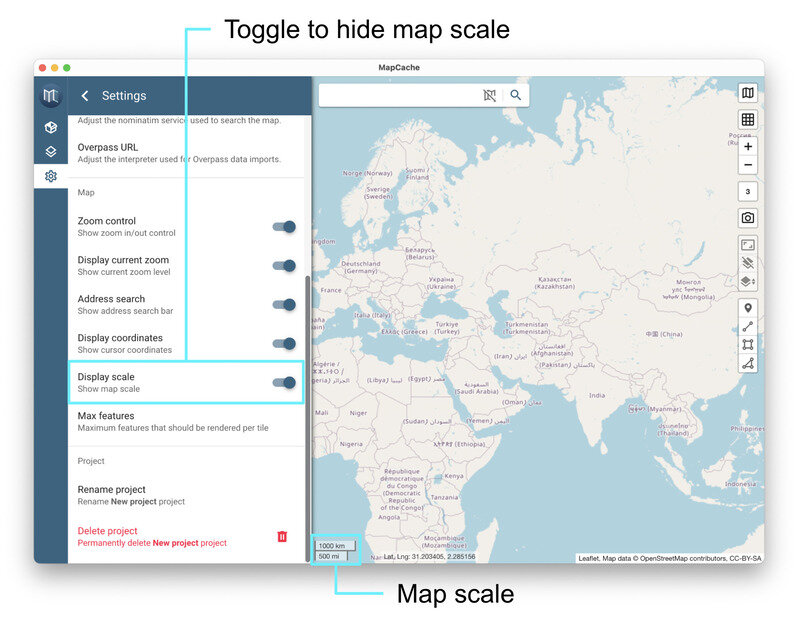 Toggle to hide map scale
MapCache
Settings
Adjust the nominatim service used to search the map.
Overpass URL
Adjust the interpreter used for Overpass data imports.
Map
Zoom control
Show zoom in/out control
Display current zoom
Show current zoom level
Address search
Show address search bar
Display coordinates
Show cursor coordinates
Display scale
Show map scale
Max features
Maximum features that should be rendered per tile
Project
Rename project
Rename New project project
Delete project
Permanently delete New project project
+
−
3
Norge (Norway)
Suomi /
Finland
Sverige
(Sweden)
Беларусь
(Belarus)
Deutschland
(Germany)
Україна
(Ukraine)
France
Italia (Italy)
Ελλάς (Greece)
Türkiye
(Turkey)
Türkmenistan
(Turkmenistan)
Қазақстан
(Kazakhstan)
Монгол
(Mongolia)
中国 (China)
افغانستان
(Afghanistan)
ایران (Iran)
(Pakistan) پاکستان
India
(Myanmar)
ประเทศไทย
(Thailand)
Philippines
Indonesia
Algérie /
(Libya) ليبيا
(Egypt) مصر
السعودية
(Saudi Arabia)
(Oman) عمان
(Yemen) اليمن
(Sudan) السودان
Mali
Niger
Nigeria
(Ethiopia)
République
démocratique
du Congo
(Democratic
Republic
of the
Congo)
Tanzania
Angola
Moçambique
(Mozambique)
1000 km
500 mi
Lat, Lng: 31.203405, 2.285156
Leaflet, Map data © OpenStreetMap contributors, CC-BY-SA
Map scale